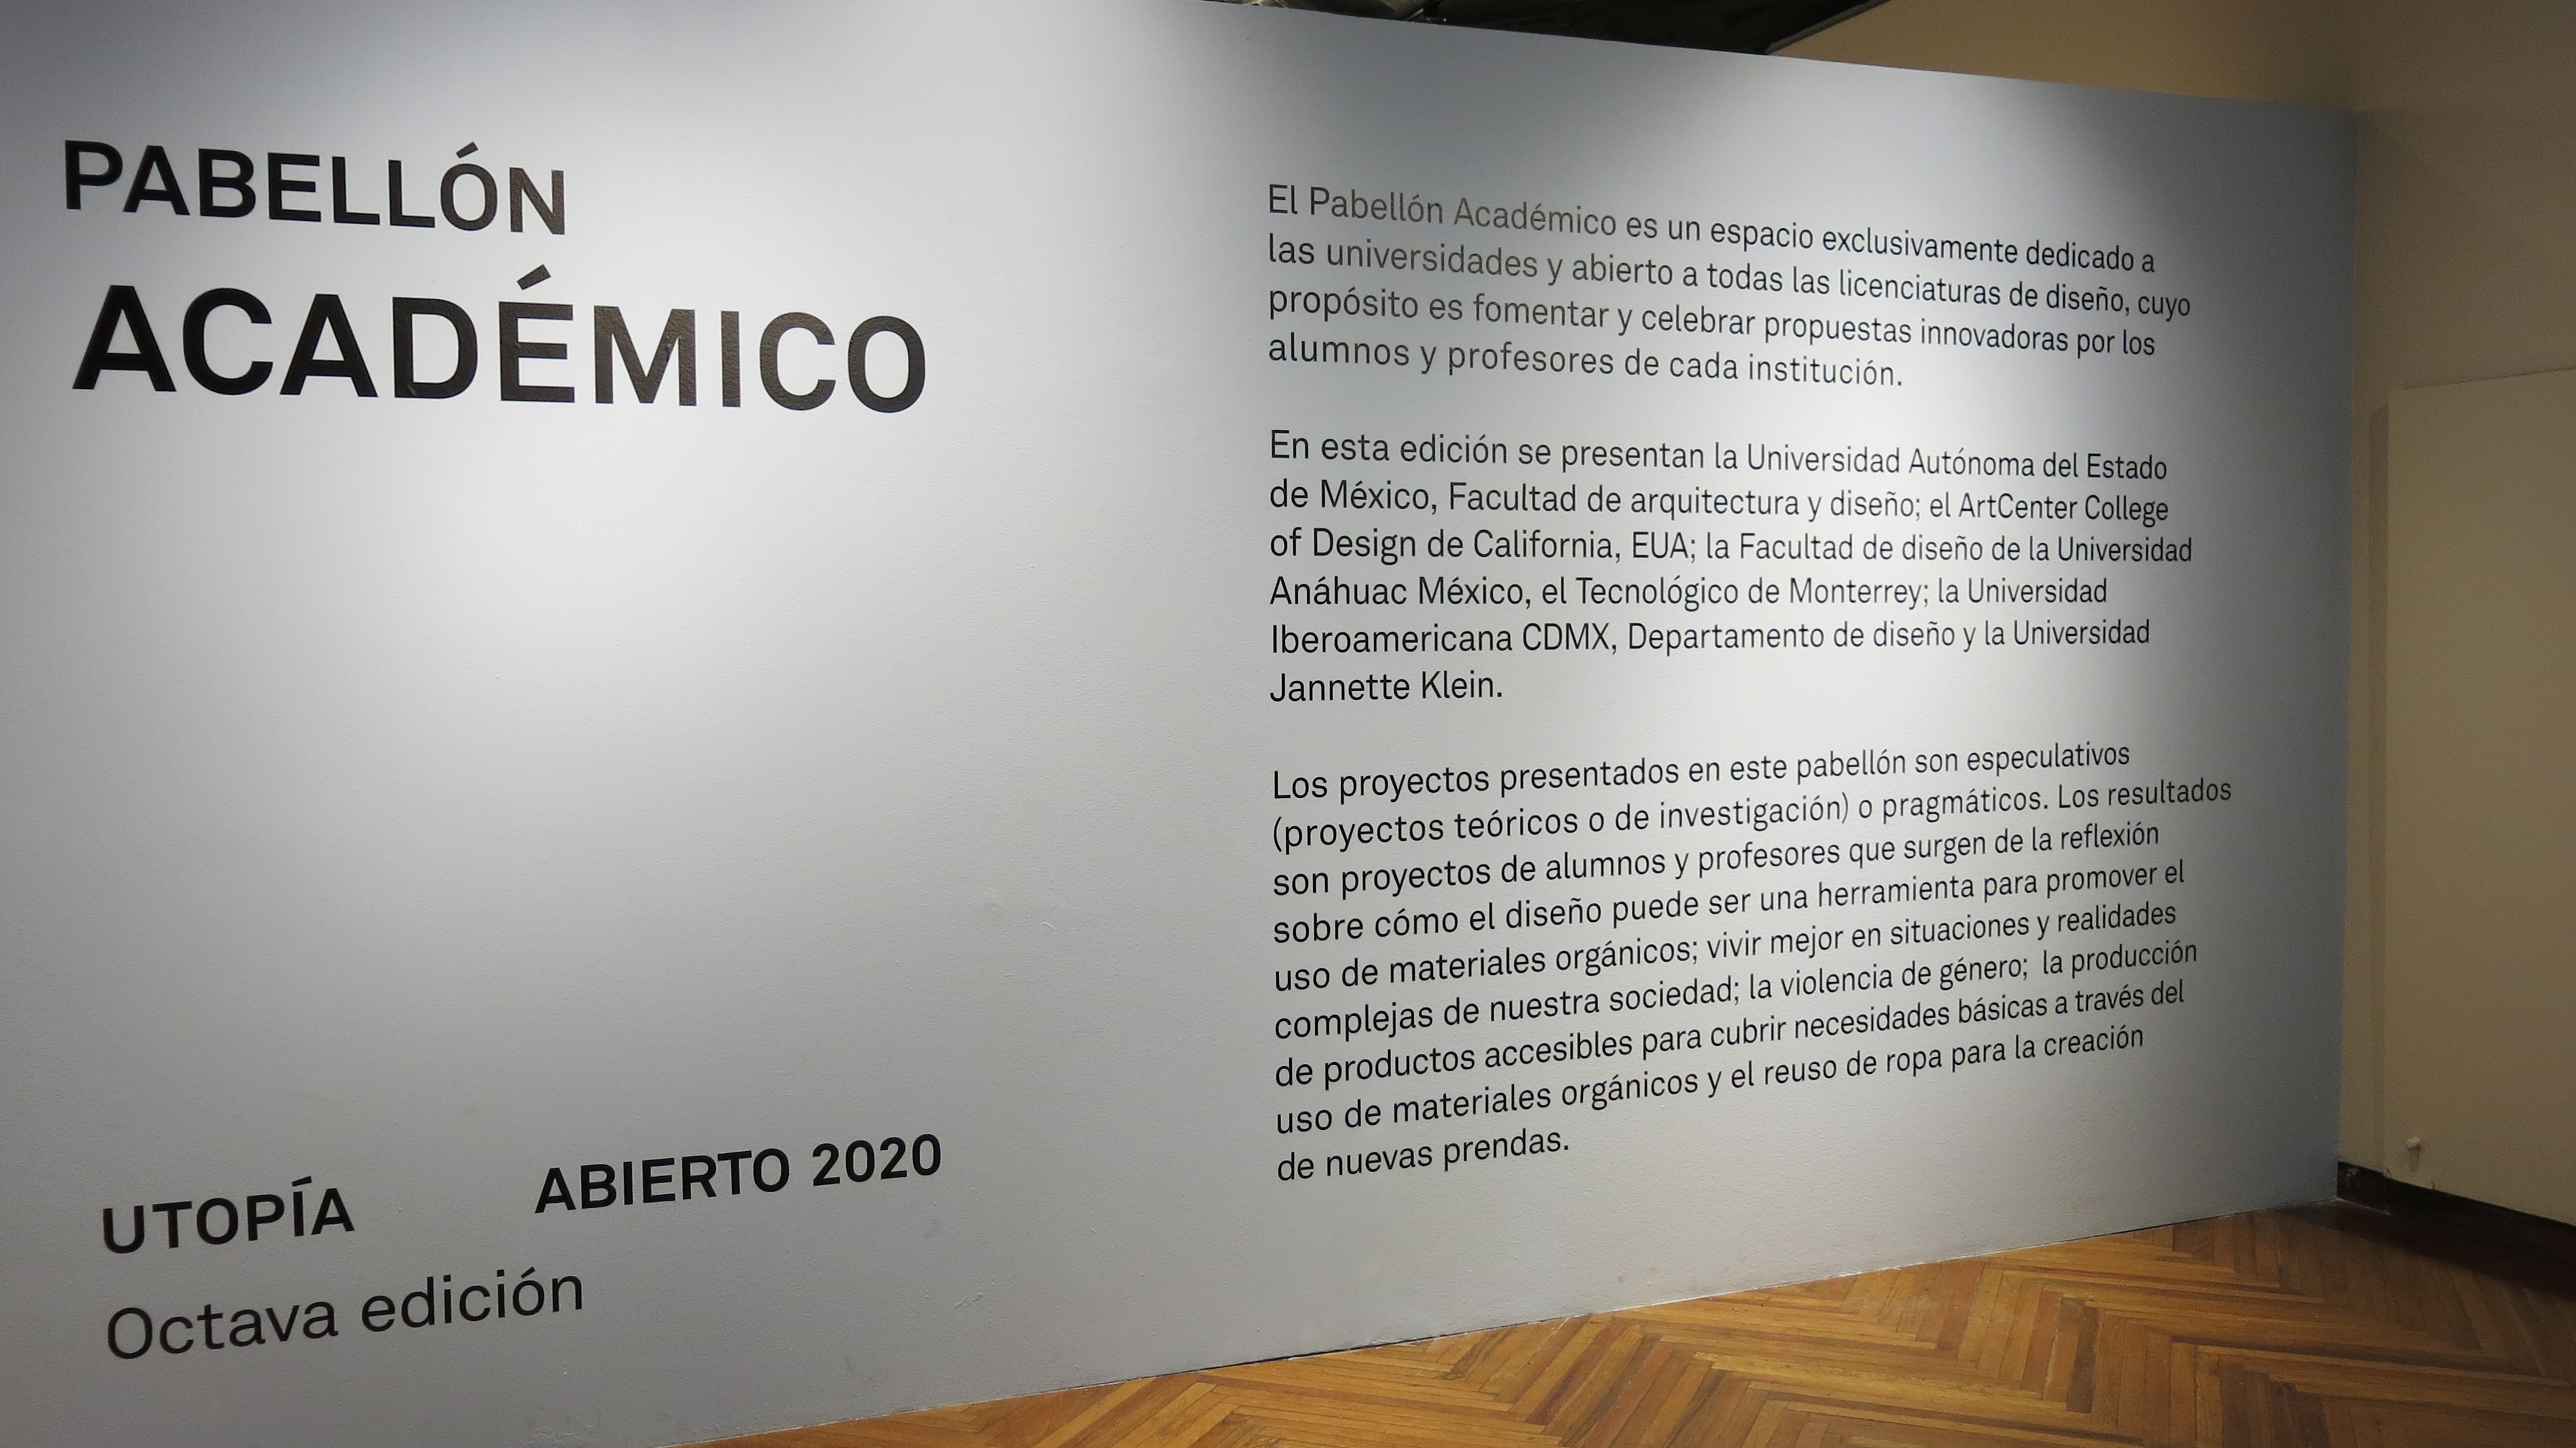 PABELLÓN
ACADÉMICO
El Pabellón Académico es un espacio exclusivamente dedicado a
las universidades y abierto a todas las licenciaturas de diseño, cuyo
propósito es fomentar y celebrar propuestas innovadoras por los
alumnos y profesores de cada institución.
En esta edición se presentan la Universidad Autónoma del Estado
de México, Facultad de arquitectura y diseño; el ArtCenter College
of Design de California, EUA; la Facultad de diseño de la Universidad
Anáhuac México, el Tecnológico de Monterrey; la Universidad
Iberoamericana CDMX, Departamento de diseño y la Universidad
Jannette Klein.
Los proyectos presentados en este pabellón son especulativos
(proyectos teóricos o de investigación) o pragmáticos. Los resultados
son proyectos de alumnos y profesores que surgen de la reflexión
sobre cómo el diseño puede ser una herramienta para promover el
uso de materiales orgánicos; vivir mejor en situaciones y realidades
complejas de nuestra sociedad; la violencia de género; la producción
de productos accesibles para cubrir necesidades básicas a través del
uso de materiales orgánicos y el reuso de ropa para la creación
de nuevas prendas.
UTOPÍA ABIERTO 2020
Octava edición